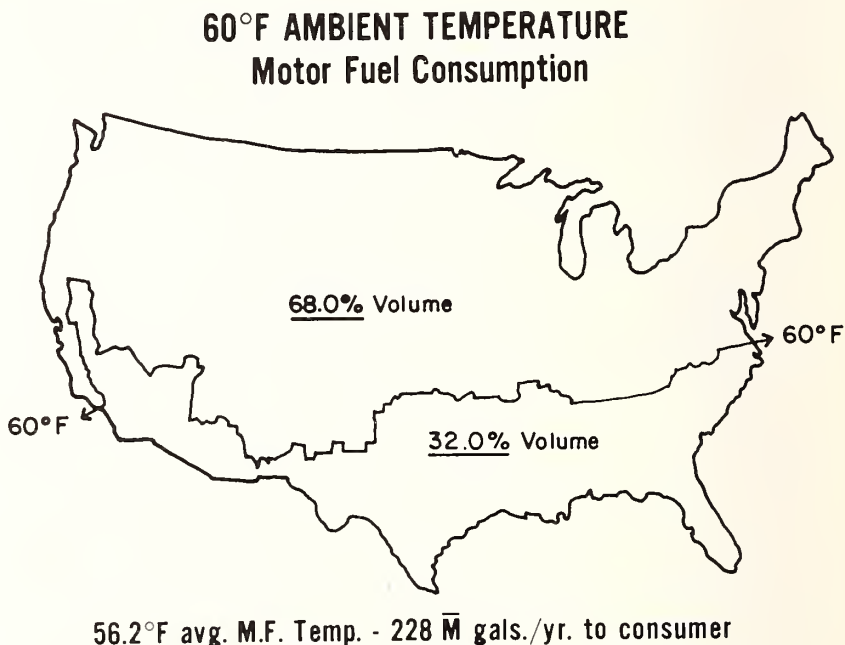 60°F AMBIENT TEMPERATURE
Motor Fuel Consumption
68.0% Volume
60°F
60°F
32.0% Volume
56.2°F avg. M.F. Temp. - 228 M̅ gals./yr. to consumer